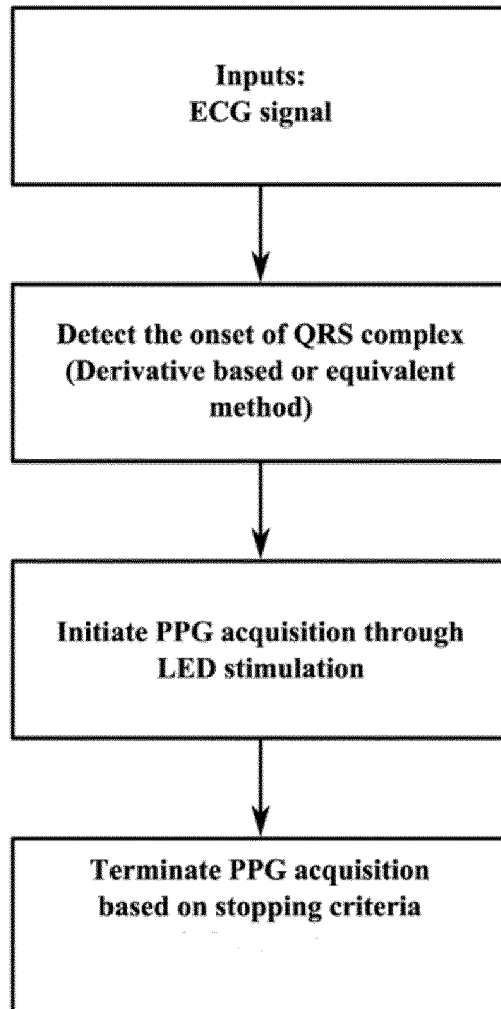 Inputs:
ECG signal
Detect the onset of QRS complex
(Derivative based or equivalent
method)
Initiate PPG acquisition through
LED stimulation
Terminate PPG acquisition
based on stopping criteria